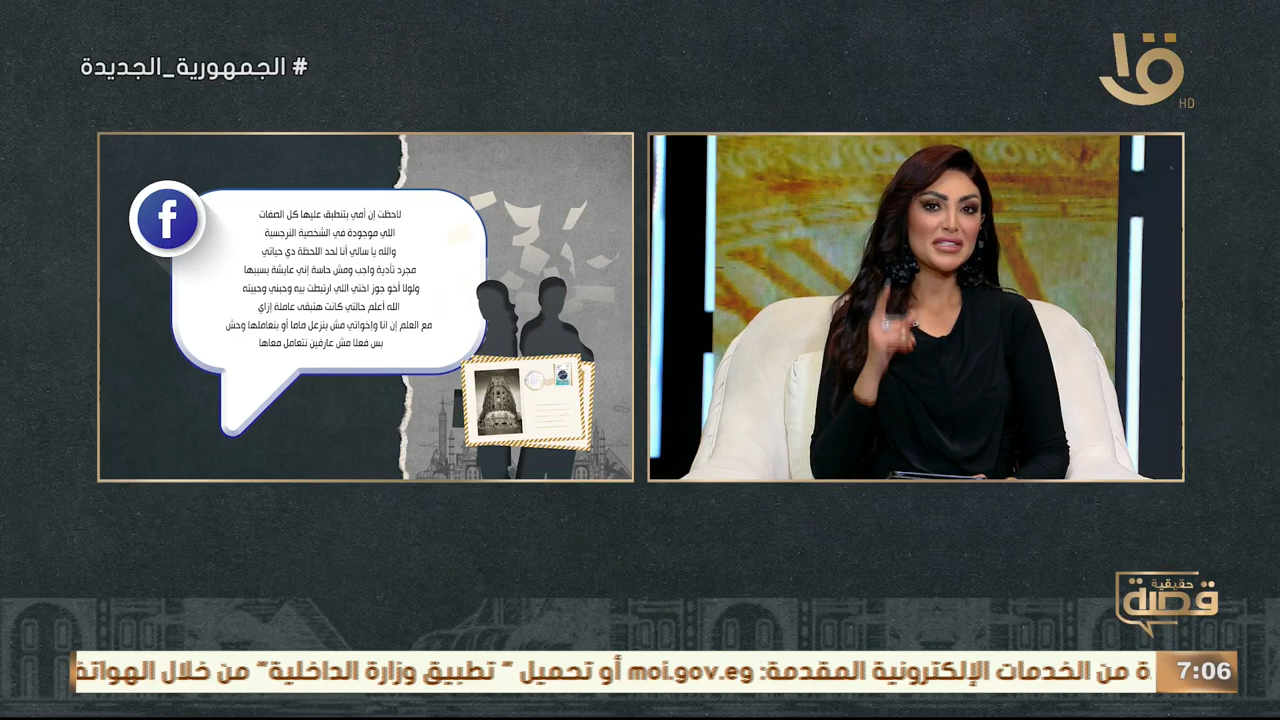 # الجمهورية_الجديدة
HD
f
لاحظت إن أمي بتنطبق عليها كل الصفات
اللي موجودة في الشخصية النرجسية
والله يا سالي أنا لحد اللحظة دي حياتي
مجرد تأدية واجب ومش حاسة إني عايشة بسببها
ولولا أخو جوز اختي اللي ارتبطت بيه وحبني وحبيته
الله أعلم حالتي كانت هتبقى عاملة إزاي
مع العلم إن انا وإخواتي مش بنزعل ماما أو بنعاملها وحش
بس فعلا مش عارفين نتعامل معاها
قصة
حقيقية
7:06
ة من الخدمات الإلكترونية المقدمة: moi.gov.eg أو تحميل " تطبيق وزارة الداخلية" من خلال الهواتف